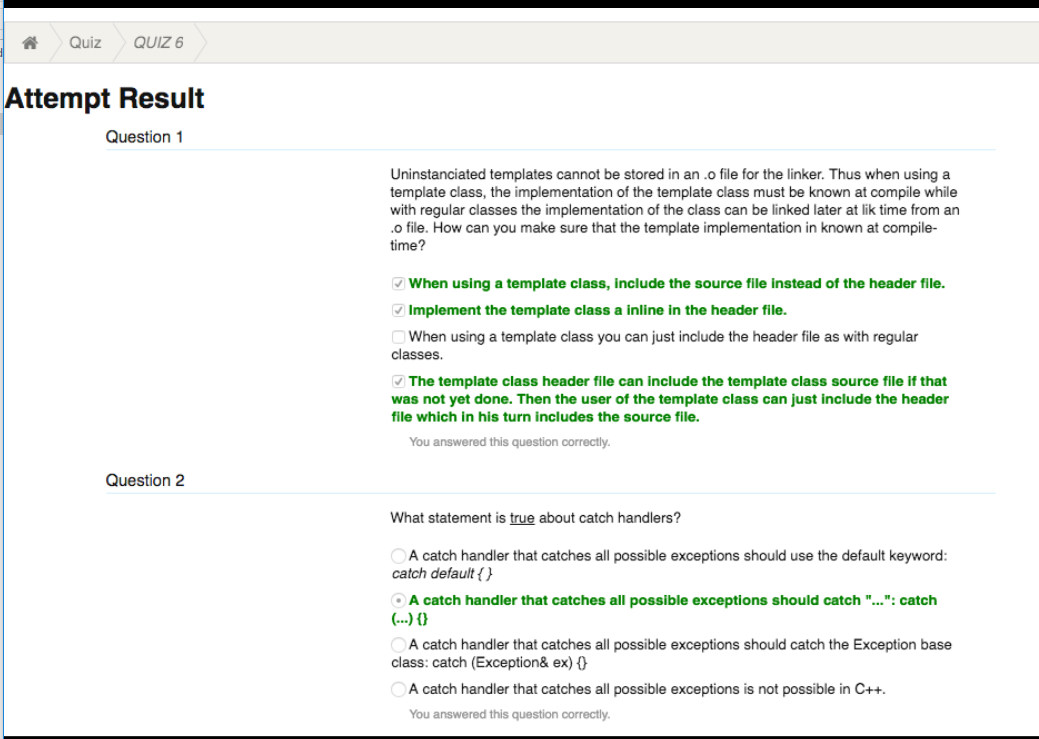 Quiz
QUIZ 6
Attempt Result
Question 1
Uninstanciated templates cannot be stored in an .o file for the linker. Thus when using a
template class, the implementation of the template class must be known at compile while
with regular classes the implementation of the class can be linked later at lik time from an
.o file. How can you make sure that the template implementation in known at compile-
time?
When using a template class, include the source file instead of the header file.
Implement the template class a inline in the header file.
When using a template class you can just include the header file as with regular
classes.
The template class header file can include the template class source file if that
was not yet done. Then the user of the template class can just include the header
file which in his turn includes the source file.
You answered this question correctly.
Question 2
What statement is true about catch handlers?
A catch handler that catches all possible exceptions should use the default keyword:
catch default { }
A catch handler that catches all possible exceptions should catch "...": catch
(...) {}
A catch handler that catches all possible exceptions should catch the Exception base
class: catch (Exception& ex) {}
A catch handler that catches all possible exceptions is not possible in C++.
You answered this question correctly.